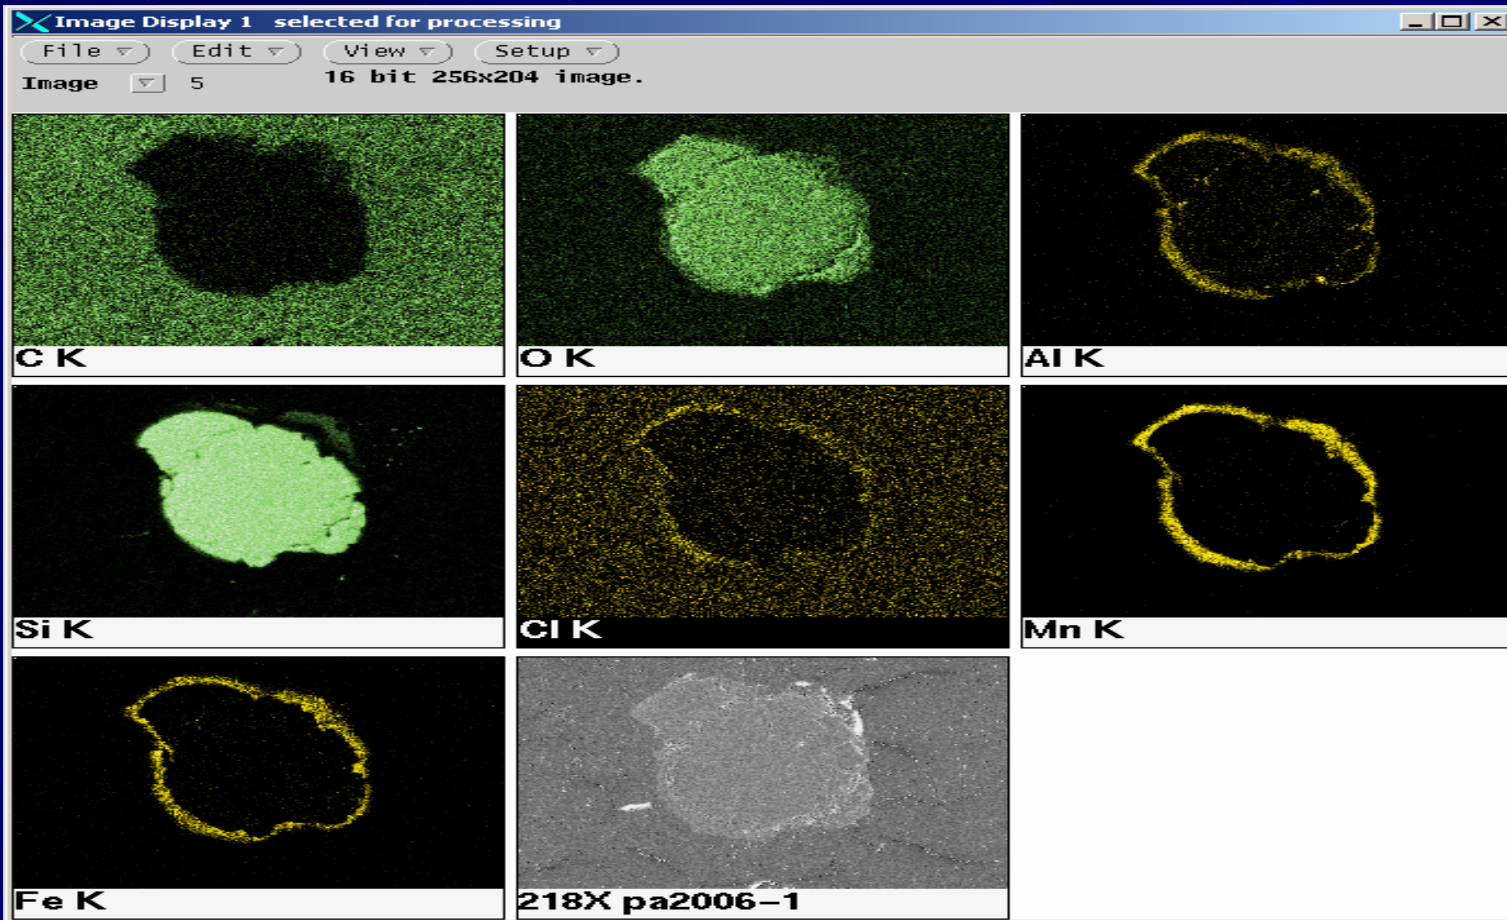 Image Display 1 selected for processing
File Edit View Setup
Image 5 16 bit 256x204 image.
C K O K Al K
Si K Cl K Mn K
Fe K 218X pa2006-1